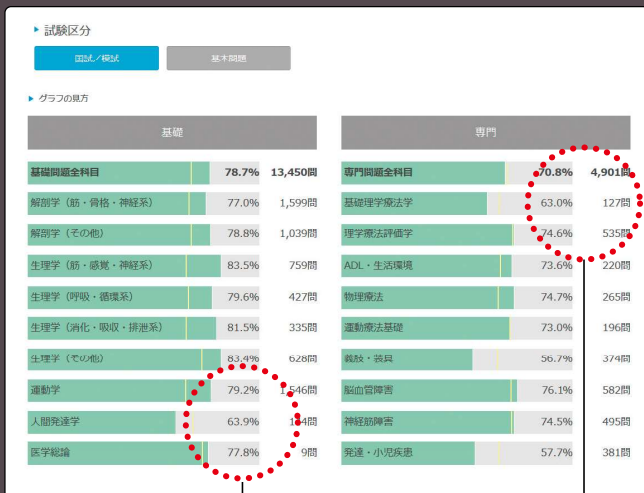 試験区分
国試／模試 基本問題
グラフの見方
基礎
基礎問題全科目 78.7% 13,450問
解剖学（筋・骨格・神経系） 77.0% 1,599問
解剖学（その他） 78.8% 1,039問
生理学（筋・感覚・神経系） 83.5% 759問
生理学（呼吸・循環系） 79.6% 427問
生理学（消化・吸収・排泄系） 81.5% 335問
生理学（その他） 83.4% 628問
運動学 79.2% 1,546問
人間発達学 63.9%
医学総論 77.8%
専門
専門問題全科目 70.8% 4,901問
基礎理学療法学 63.0% 127問
理学療法評価学 74.6% 535問
ADL・生活環境 73.6% 220問
物理療法 74.7% 265問
運動療法基礎 73.0% 196問
義肢・装具 56.7% 374問
脳血管障害 76.1% 582問
神経筋障害 74.5% 495問
発達・小児疾患 57.7% 381問